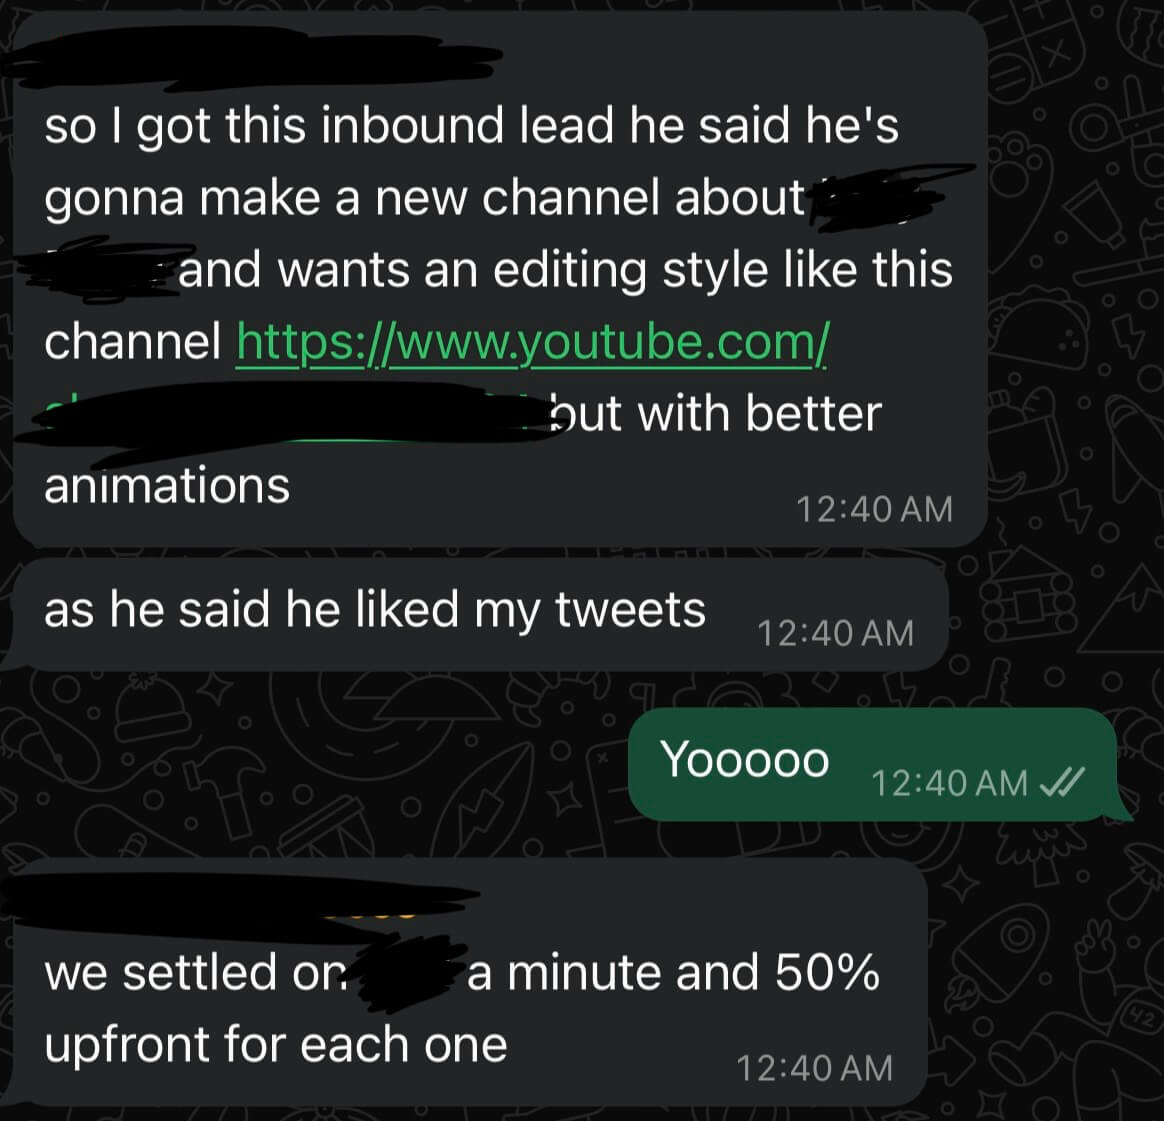 so I got this inbound lead he said he's
gonna make a new channel about
and wants an editing style like this
channel https://www.youtube.com/
but with better
animations
12:40 AM
as he said he liked my tweets
12:40 AM
Yooooo
12:40 AM
we settled on
a minute and 50%
upfront for each one
12:40 AM